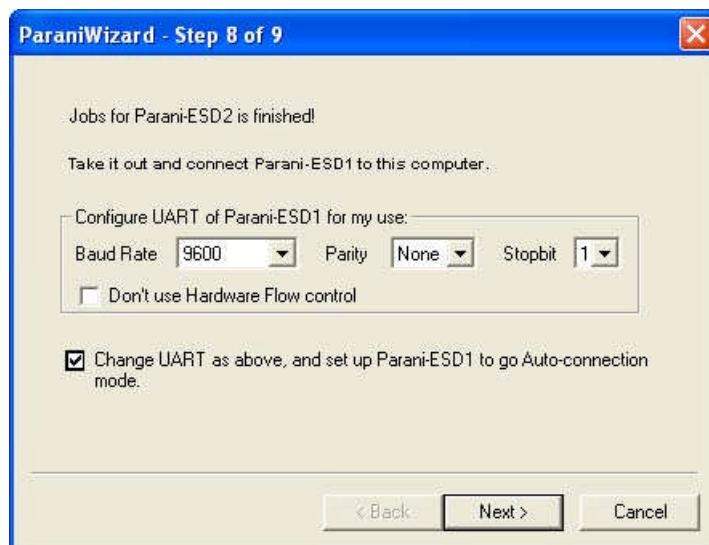 ParaniWizard - Step 8 of 9
Jobs for Parani-ESD2 is finished!
Take it out and connect Parani-ESD1 to this computer.
Configure UART of Parani-ESD1 for my use:
Baud Rate 9600 Parity None Stopbit 1
Don't use Hardware Flow control
Change UART as above, and set up Parani-ESD1 to go Auto-connection
mode.
< Back Next > Cancel